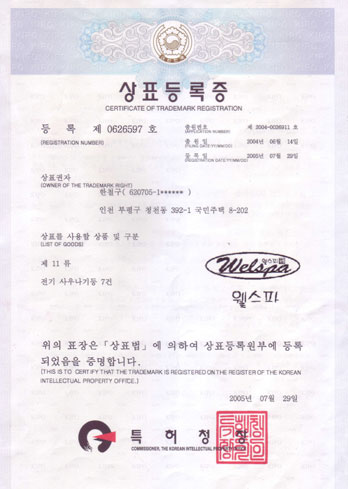 상표등록증
CERTIFICATE OF TRADEMARK REGISTRATION
등 록 제 0626597 호
(REGISTRATION NUMBER)
출원번호 제 2004-0026911 호
(APPLICATION NUMBER)
출 원 일 2004년 06월 14일
(FILING DATE:YY/MM/DD)
등 록 일 2005년 07월 29일
(REGISTRATION DATE:YY/MM/DD)
상표권자
(OWNER OF THE TRADEMARK RIGHT)
한철구( 620705-1****** )
인천 부평구 청천동 392-1 국민주택 8-202
상표를 사용할 상품 및 구분
(LIST OF GOODS)
제 11 류
전기 사우나기등 7건
Welspa
웰스파
위의 표장은「상표법」에 의하여 상표등록원부에 등록
되었음을 증명합니다.
(THIS IS TO CERTIFY THAT THE TRADEMARK IS REGISTERED ON THE REGISTER OF THE KOREAN
INTELLECTUAL PROPERTY OFFICE.)
2005년 07월 29일
특허청장
COMMISSIONER, THE KOREAN INTELLECTUAL PROPERTY OFFICE